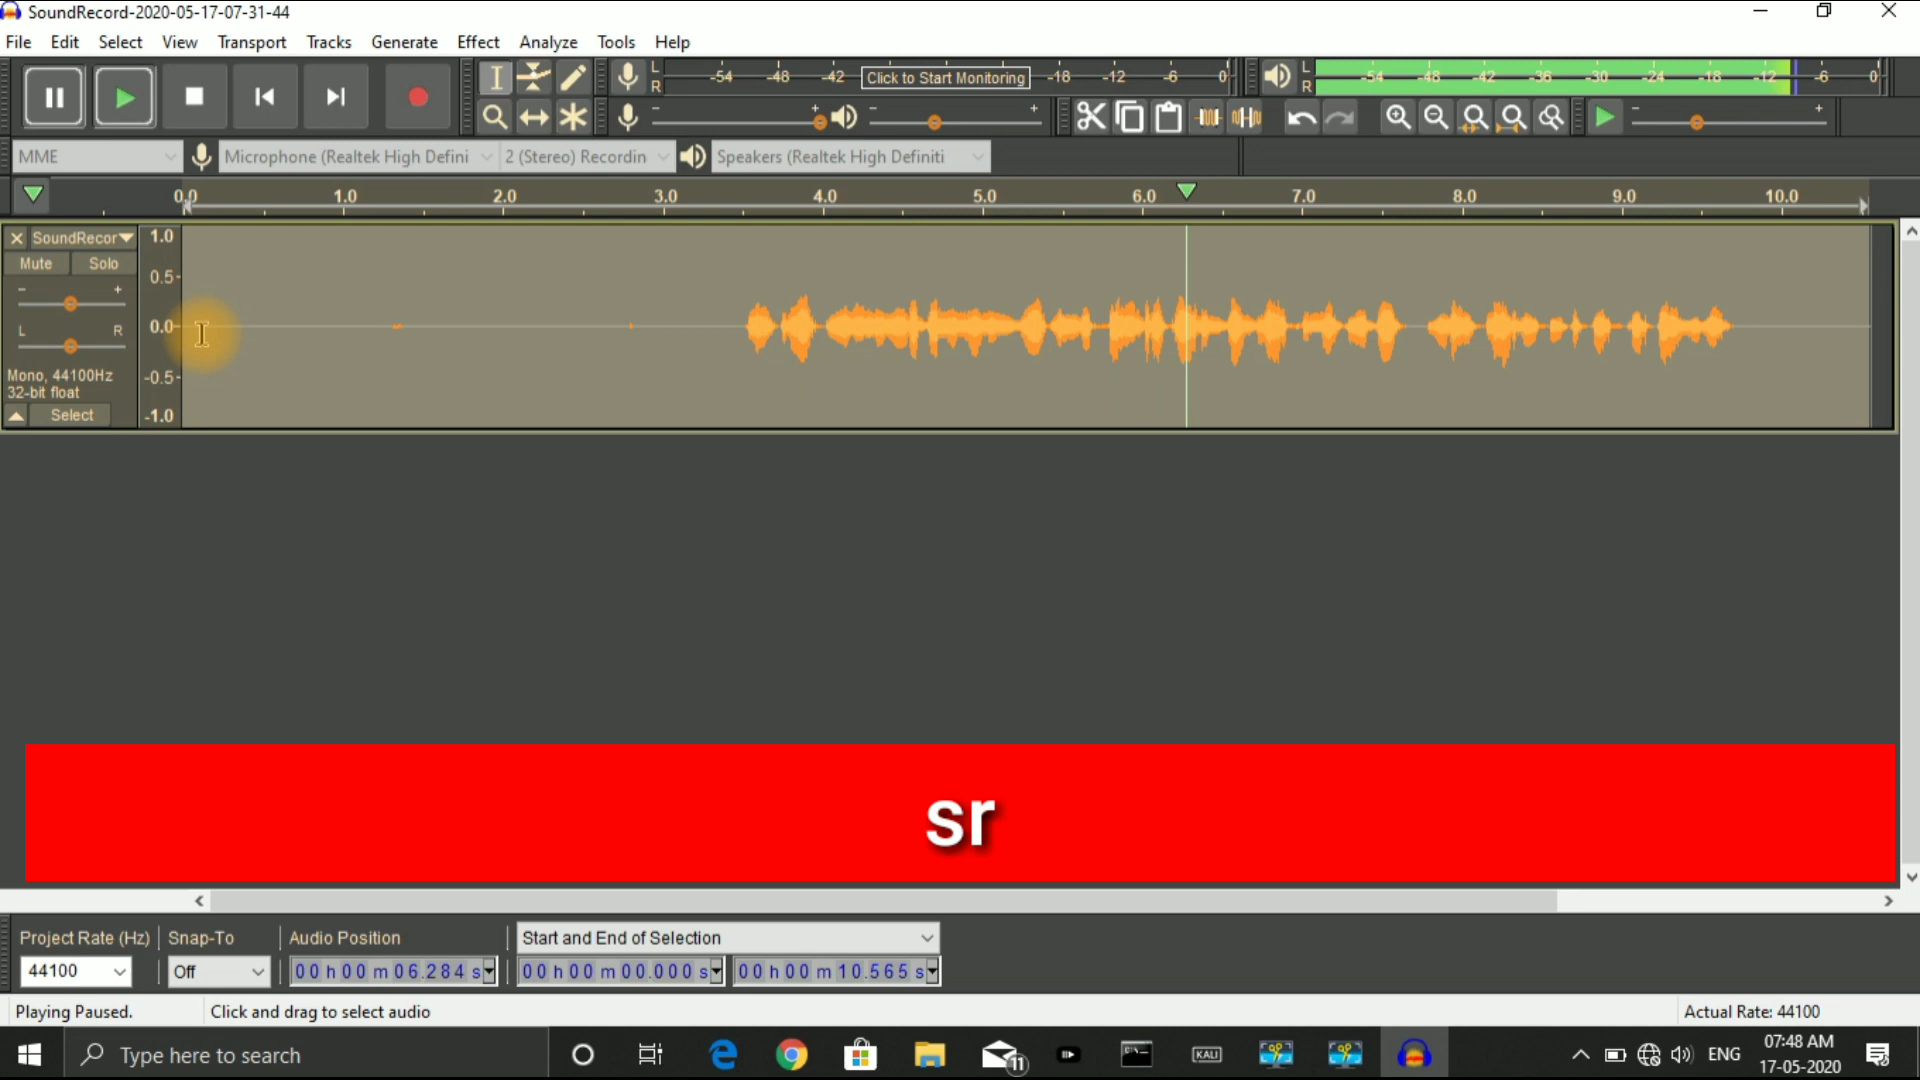 SoundRecord-2020-05-17-07-31-44
File Edit Select View Transport Tracks Generate Effect Analyze Tools Help
L R -54 -48 -42 Click to Start Monitoring -18 -12 -6 0
L R -54 -48 -42 -36 -30 -24 -18 -12 -6 0
- + - + - +
MME Microphone (Realtek High Defini 2 (Stereo) Recordin Speakers (Realtek High Definiti
0.0 1.0 2.0 3.0 4.0 5.0 6.0 7.0 8.0 9.0 10.0
SoundRecor 1.0
Mute Solo
0.5
- +
L R 0.0
Mono, 44100Hz -0.5
32-bit float
Select -1.0
sr
Project Rate (Hz) Snap-To Audio Position Start and End of Selection
44100 Off 00 h 00 m 06.284 s 00 h 00 m 00.000 s 00 h 00 m 10.565 s
Playing Paused. Click and drag to select audio Actual Rate: 44100
Type here to search 11 KALI ENG 07:48 AM
17-05-2020